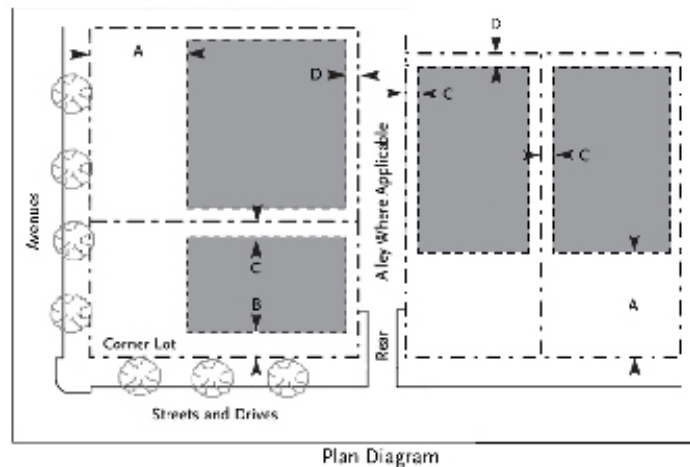 D
A
D
C
Alley Where Applicable
C
Avenues
C
B
A
Corner Lot
Rear
Streets and Drives
Plan Diagram